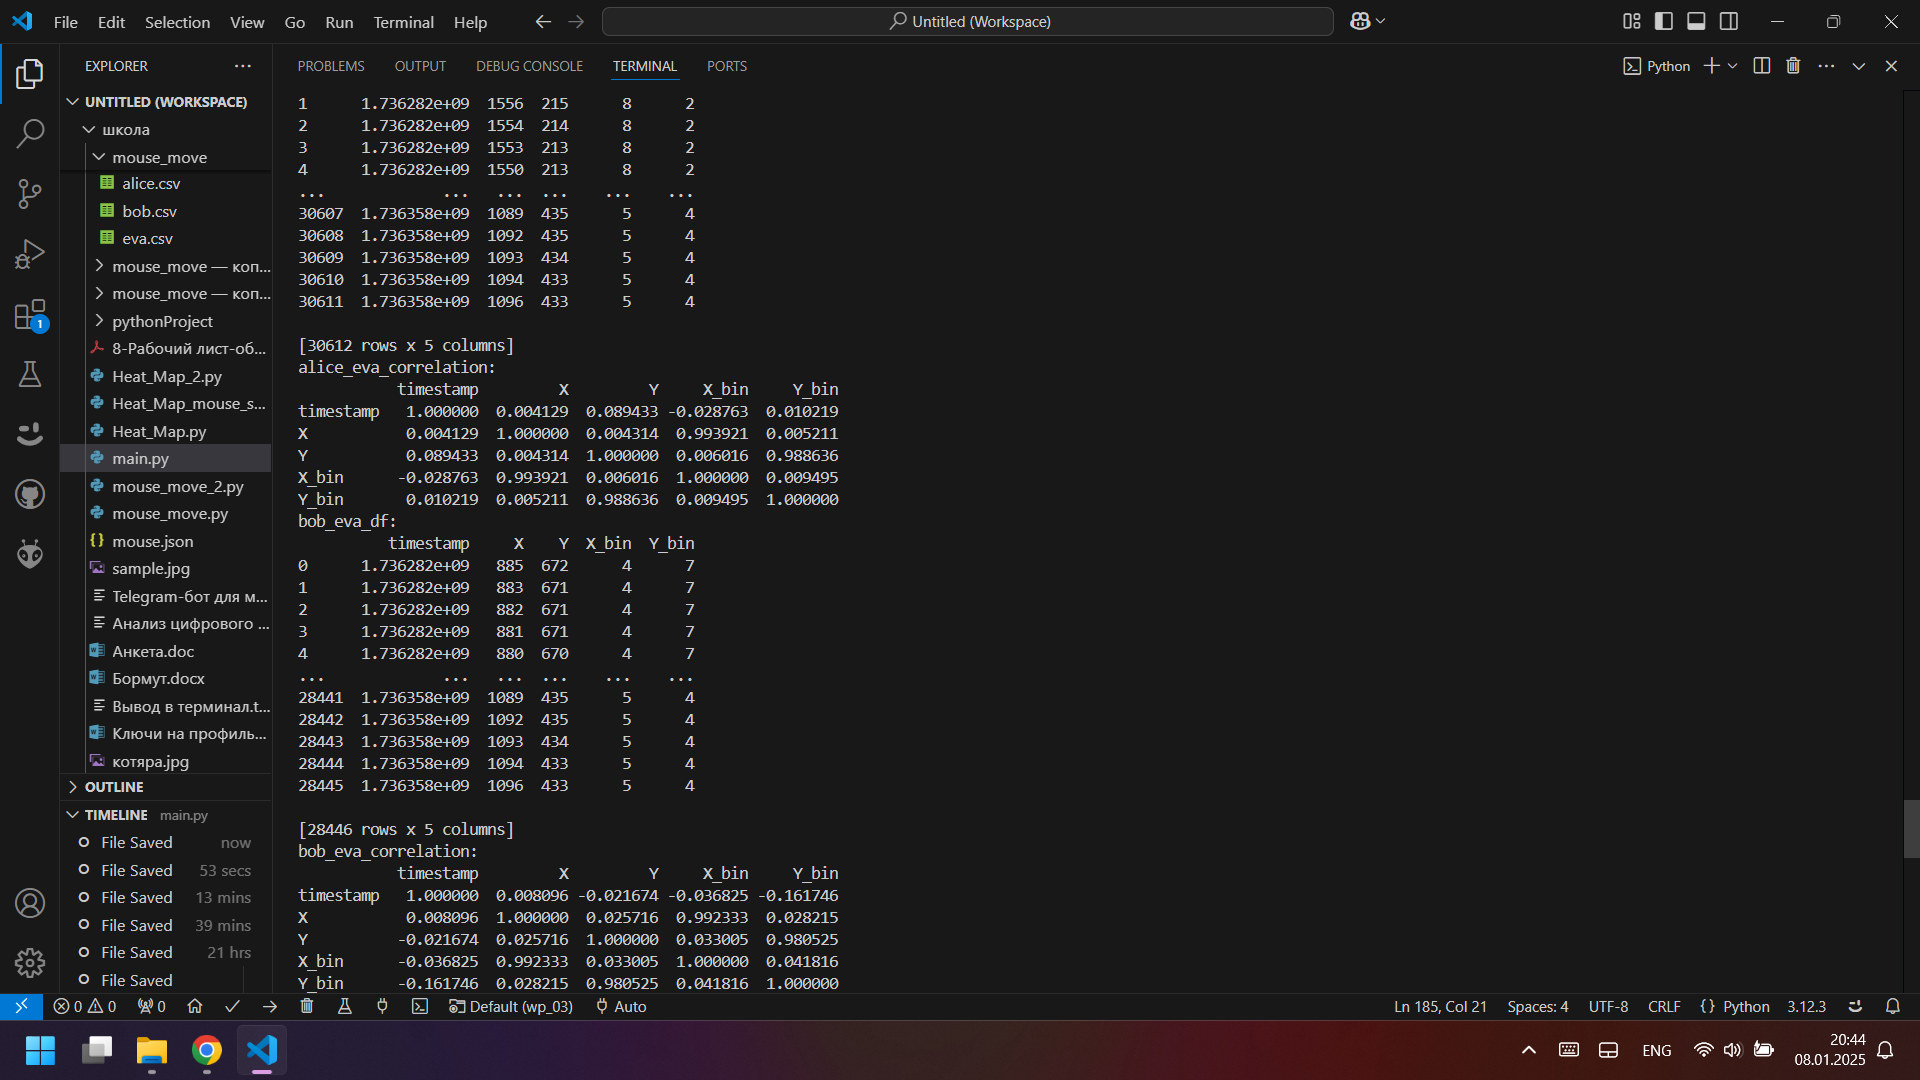 File Edit Selection View Go Run Terminal Help
Untitled (Workspace)
EXPLORER
UNTITLED (WORKSPACE)
школа
mouse_move
alice.csv
bob.csv
eva.csv
mouse_move — коп...
mouse_move — коп...
pythonProject
8-Рабочий лист-об...
Heat_Map_2.py
Heat_Map_mouse_s...
Heat_Map.py
main.py
mouse_move_2.py
mouse_move.py
mouse.json
sample.jpg
Telegram-бот для м...
Анализ цифрового ...
Анкета.doc
Бормут.docx
Вывод в терминал.t...
Ключи на профиль...
котяра.jpg
OUTLINE
TIMELINE main.py
File Saved now
File Saved 53 secs
File Saved 13 mins
File Saved 39 mins
File Saved 21 hrs
File Saved
1
PROBLEMS OUTPUT DEBUG CONSOLE TERMINAL PORTS
Python
1 1.736282e+09 1556 215 8 2
2 1.736282e+09 1554 214 8 2
3 1.736282e+09 1553 213 8 2
4 1.736282e+09 1550 213 8 2
... ... ... ... ... ...
30607 1.736358e+09 1089 435 5 4
30608 1.736358e+09 1092 435 5 4
30609 1.736358e+09 1093 434 5 4
30610 1.736358e+09 1094 433 5 4
30611 1.736358e+09 1096 433 5 4
[30612 rows x 5 columns]
alice_eva_correlation:
timestamp X Y X_bin Y_bin
timestamp 1.000000 0.004129 0.089433 -0.028763 0.010219
X 0.004129 1.000000 0.004314 0.993921 0.005211
Y 0.089433 0.004314 1.000000 0.006016 0.988636
X_bin -0.028763 0.993921 0.006016 1.000000 0.009495
Y_bin 0.010219 0.005211 0.988636 0.009495 1.000000
bob_eva_df:
timestamp X Y X_bin Y_bin
0 1.736282e+09 885 672 4 7
1 1.736282e+09 883 671 4 7
2 1.736282e+09 882 671 4 7
3 1.736282e+09 881 671 4 7
4 1.736282e+09 880 670 4 7
... ... ... ... ... ...
28441 1.736358e+09 1089 435 5 4
28442 1.736358e+09 1092 435 5 4
28443 1.736358e+09 1093 434 5 4
28444 1.736358e+09 1094 433 5 4
28445 1.736358e+09 1096 433 5 4
[28446 rows x 5 columns]
bob_eva_correlation:
timestamp X Y X_bin Y_bin
timestamp 1.000000 0.008096 -0.021674 -0.036825 -0.161746
X 0.008096 1.000000 0.025716 0.992333 0.028215
Y -0.021674 0.025716 1.000000 0.033005 0.980525
X_bin -0.036825 0.992333 0.033005 1.000000 0.041816
Y_bin -0.161746 0.028215 0.980525 0.041816 1.000000
0 0 0 Default (wp_03) Auto Ln 185, Col 21 Spaces: 4 UTF-8 CRLF Python 3.12.3
ENG 20:44
08.01.2025